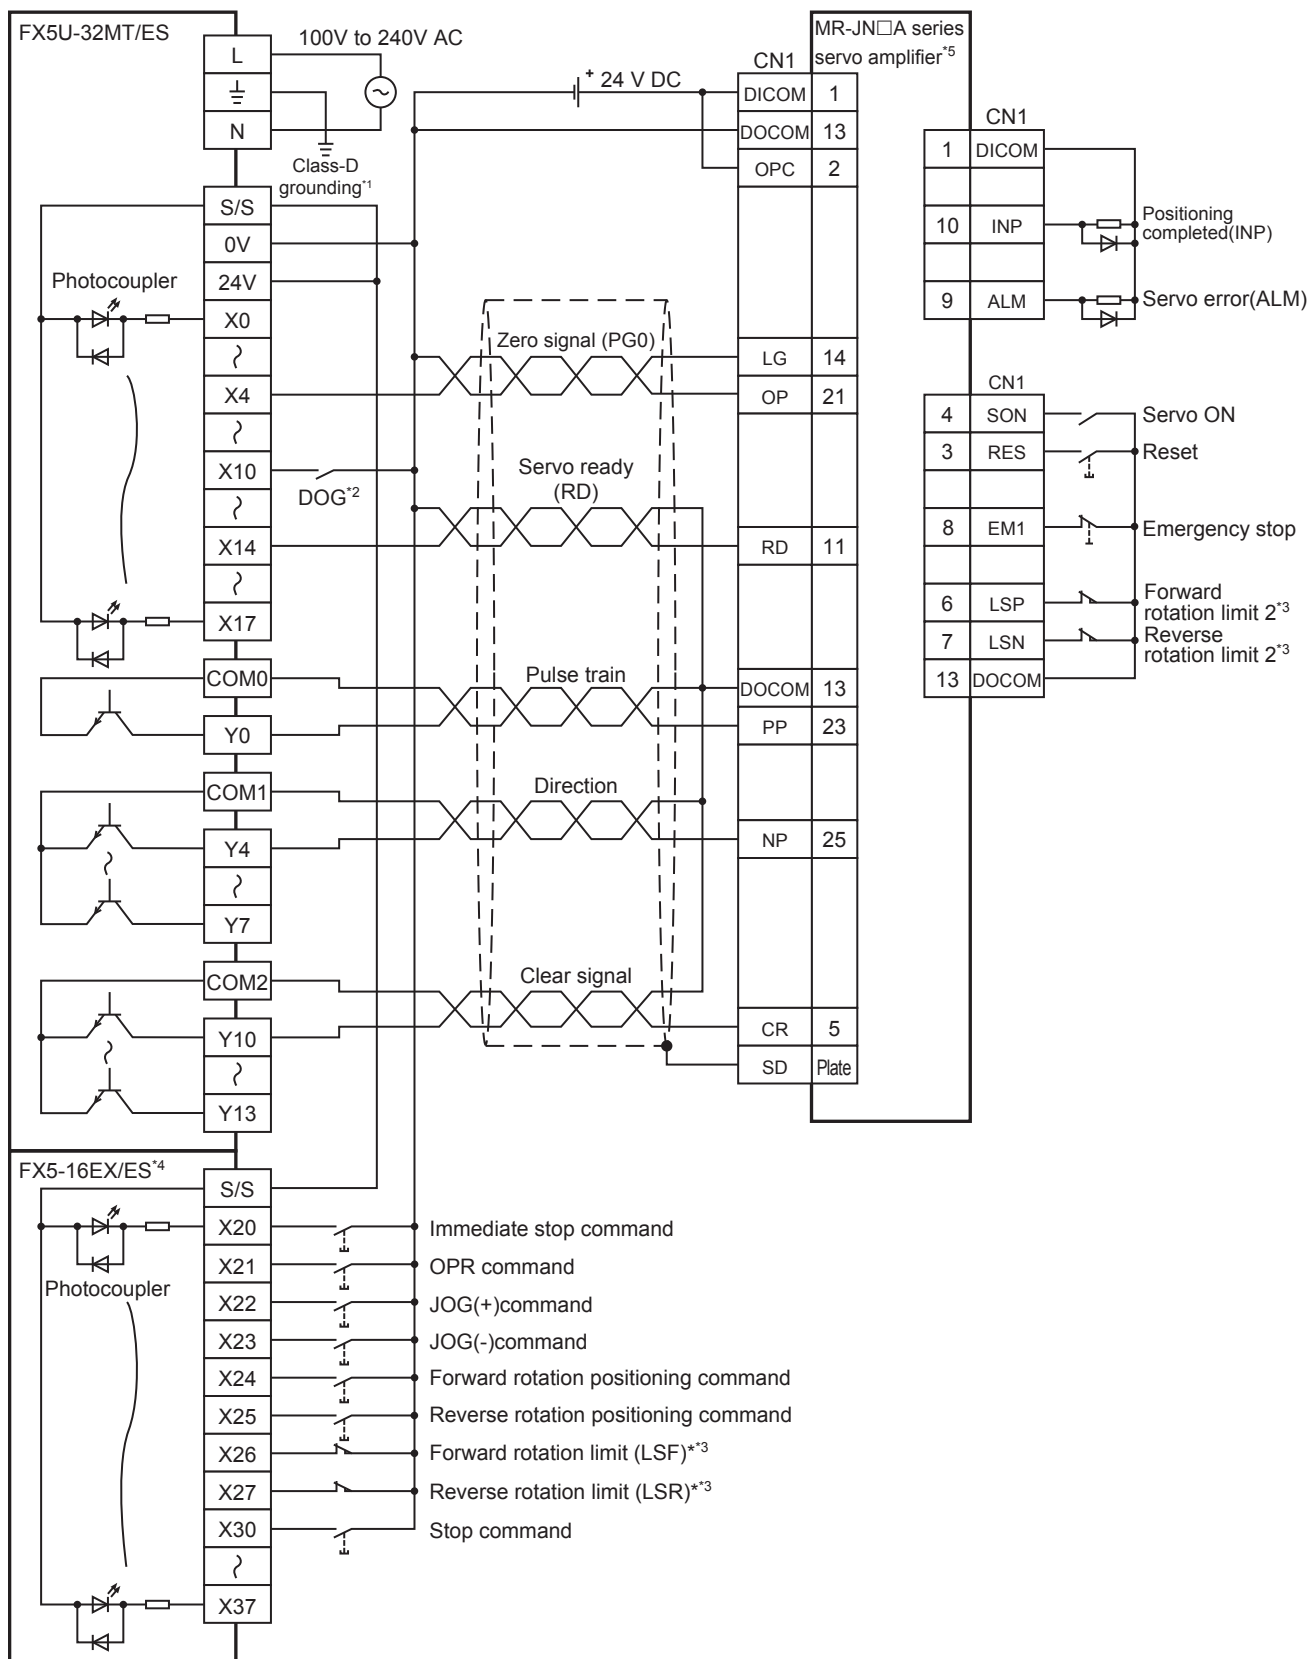 FX5U-32MT/ES
L
N
100V to 240V AC
Class-D
grounding*1
S/S
0V
24V
X0
X4
X10
X14
X17
COM0
Y0
COM1
Y4
Y7
COM2
Y10
Y13
Photocoupler
DOG*2
+ 24 V DC
Zero signal (PG0)
Servo ready
(RD)
Pulse train
Direction
Clear signal
MR-JN□A series
servo amplifier*5
CN1
DICOM 1
DOCOM 13
OPC 2
LG 14
OP 21
RD 11
DOCOM 13
PP 23
NP 25
CR 5
SD Plate
CN1
1 DICOM
10 INP
Positioning
completed(INP)
9 ALM
Servo error(ALM)
CN1
4 SON Servo ON
3 RES Reset
8 EM1 Emergency stop
6 LSP
Forward
rotation limit 2*3
7 LSN
Reverse
rotation limit 2*3
13 DOCOM
FX5-16EX/ES*4
S/S
Photocoupler
X20 Immediate stop command
X21 OPR command
X22 JOG(+)command
X23 JOG(-)command
X24 Forward rotation positioning command
X25 Reverse rotation positioning command
X26 Forward rotation limit (LSF)**3
X27 Reverse rotation limit (LSR)**3
X30 Stop command
X37